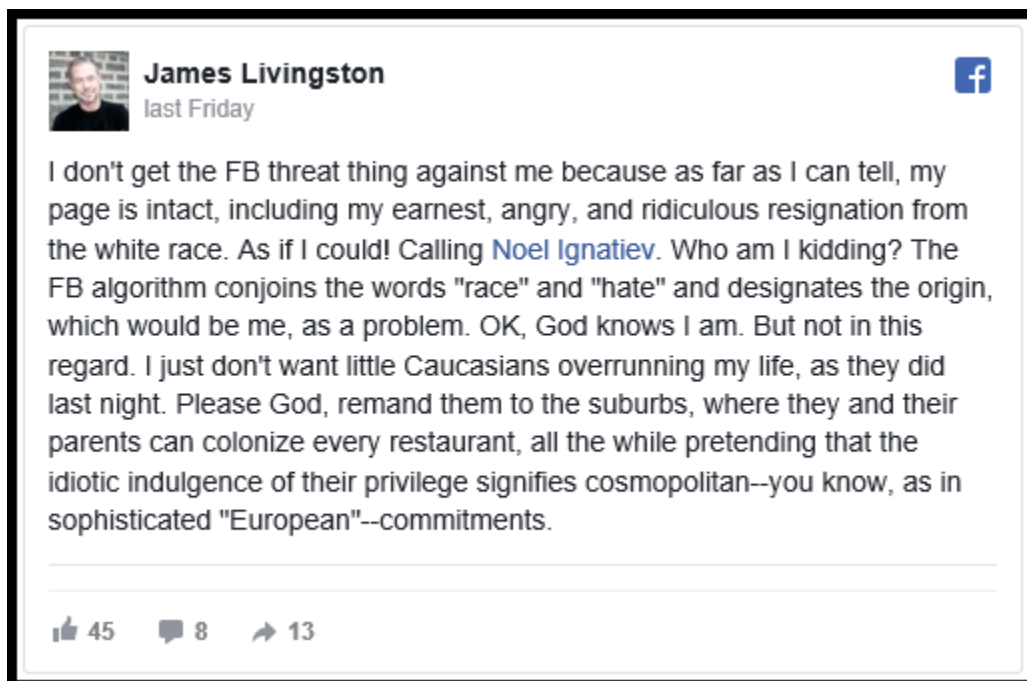 James Livingston
last Friday
I don't get the FB threat thing against me because as far as I can tell, my
page is intact, including my earnest, angry, and ridiculous resignation from
the white race. As if I could! Calling Noel Ignatiev. Who am I kidding? The
FB algorithm conjoins the words "race" and "hate" and designates the origin,
which would be me, as a problem. OK, God knows I am. But not in this
regard. I just don't want little Caucasians overrunning my life, as they did
last night. Please God, remand them to the suburbs, where they and their
parents can colonize every restaurant, all the while pretending that the
idiotic indulgence of their privilege signifies cosmopolitan--you know, as in
sophisticated "European"--commitments.
45 8 13